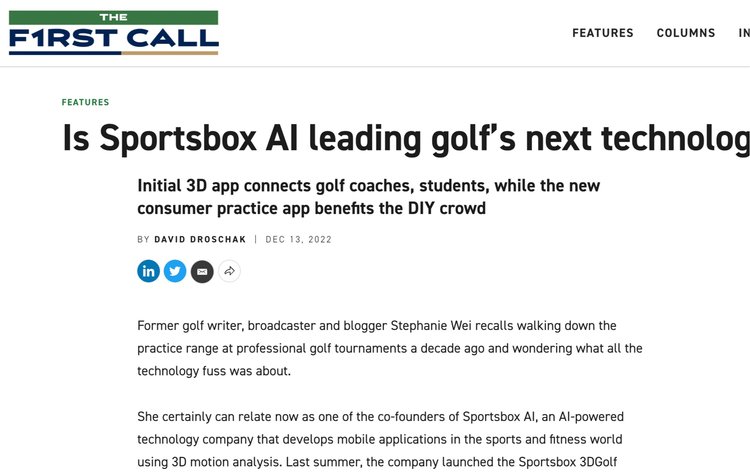 THE
F1RST CALL
FEATURES COLUMNS IN
FEATURES
Is Sportsbox AI leading golf’s next technolog
Initial 3D app connects golf coaches, students, while the new
consumer practice app benefits the DIY crowd
BY DAVID DROSCHAK | DEC 13, 2022
Former golf writer, broadcaster and blogger Stephanie Wei recalls walking down the
practice range at professional golf tournaments a decade ago and wondering what all the
technology fuss was about.
She certainly can relate now as one of the co-founders of Sportsbox AI, an AI-powered
technology company that develops mobile applications in the sports and fitness world
using 3D motion analysis. Last summer, the company launched the Sportsbox 3DGolf